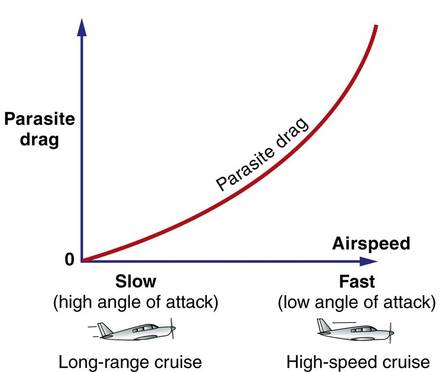 Parasite
drag
Parasite drag
0
Airspeed
Slow
(high angle of attack)
Long-range cruise
Fast
(low angle of attack)
High-speed cruise